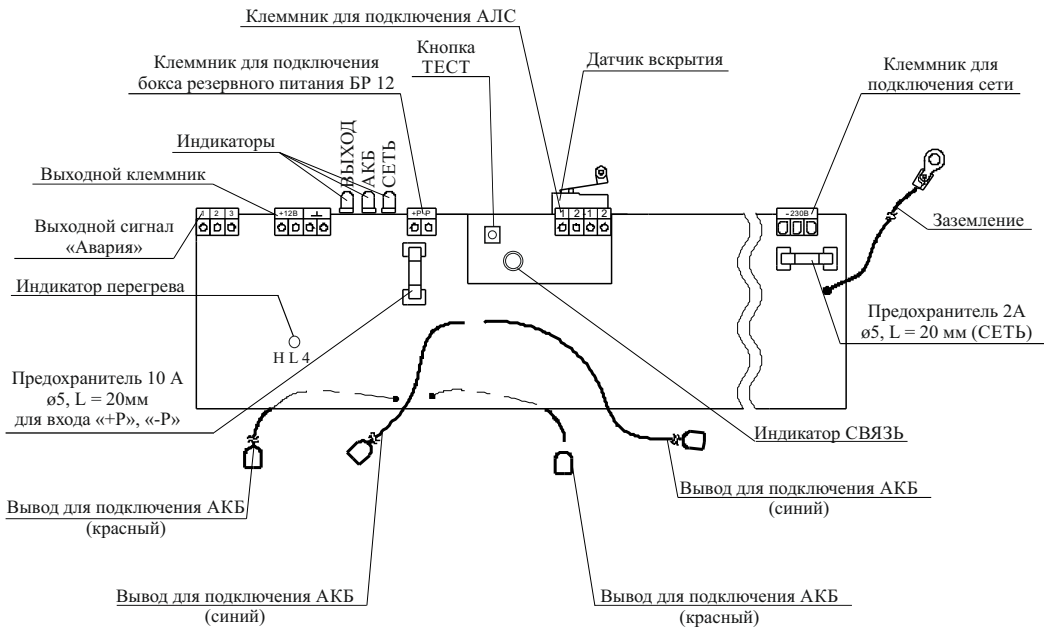 Клеммник для подключения АЛС
Кнопка
ТЕСТ
Датчик вскрытия
Клеммник для подключения
бокса резервного питания БР 12
Клеммник для
подключения сети
Индикаторы
ВЫХОД
АКБ
СЕТЬ
Выходной клеммник
1 2 3
+12В ⊥
+Р -Р
1 2 1 2
~230В
Выходной сигнал
«Авария»
Заземление
Индикатор перегрева
HL4
Предохранитель 2А
ø5, L = 20 мм (СЕТЬ)
Предохранитель 10 А
ø5, L = 20мм
для входа «+Р», «-Р»
Индикатор СВЯЗЬ
Вывод для подключения АКБ
(красный)
Вывод для подключения АКБ
(синий)
Вывод для подключения АКБ
(синий)
Вывод для подключения АКБ
(красный)